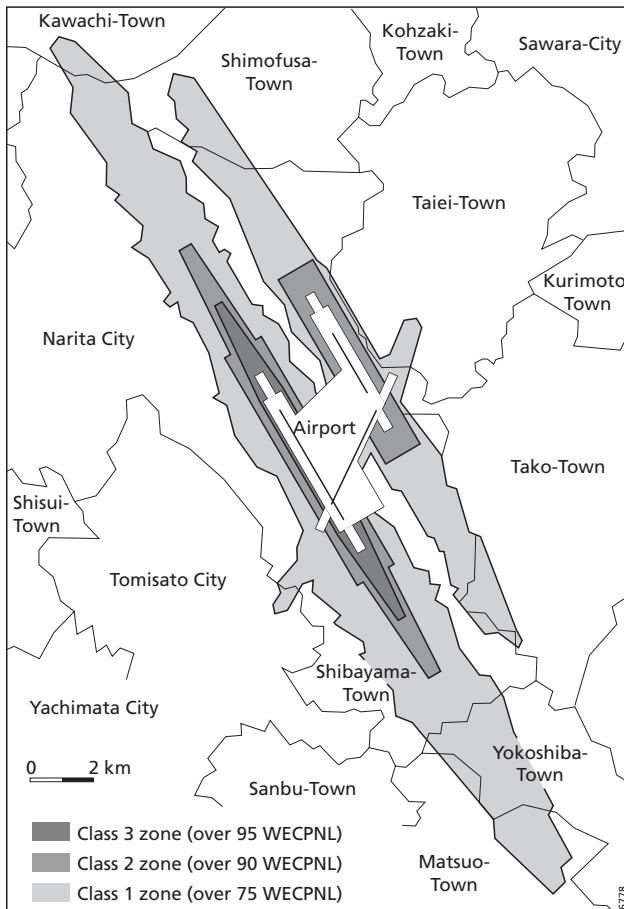 Kawachi-Town
Kohzaki-
Town
Sawara-City
Shimofusa-
Town
Taiei-Town
Kurimoto
Town
Narita City
Airport
Tako-Town
Shisui-
Town
Tomisato City
Shibayama-
Town
Yachimata City
Yokoshiba-
Town
0 2 km
Sanbu-Town
Matsuo-
Town
Class 3 zone (over 95 WECPNL)
Class 2 zone (over 90 WECPNL)
Class 1 zone (over 75 WECPNL)
6778